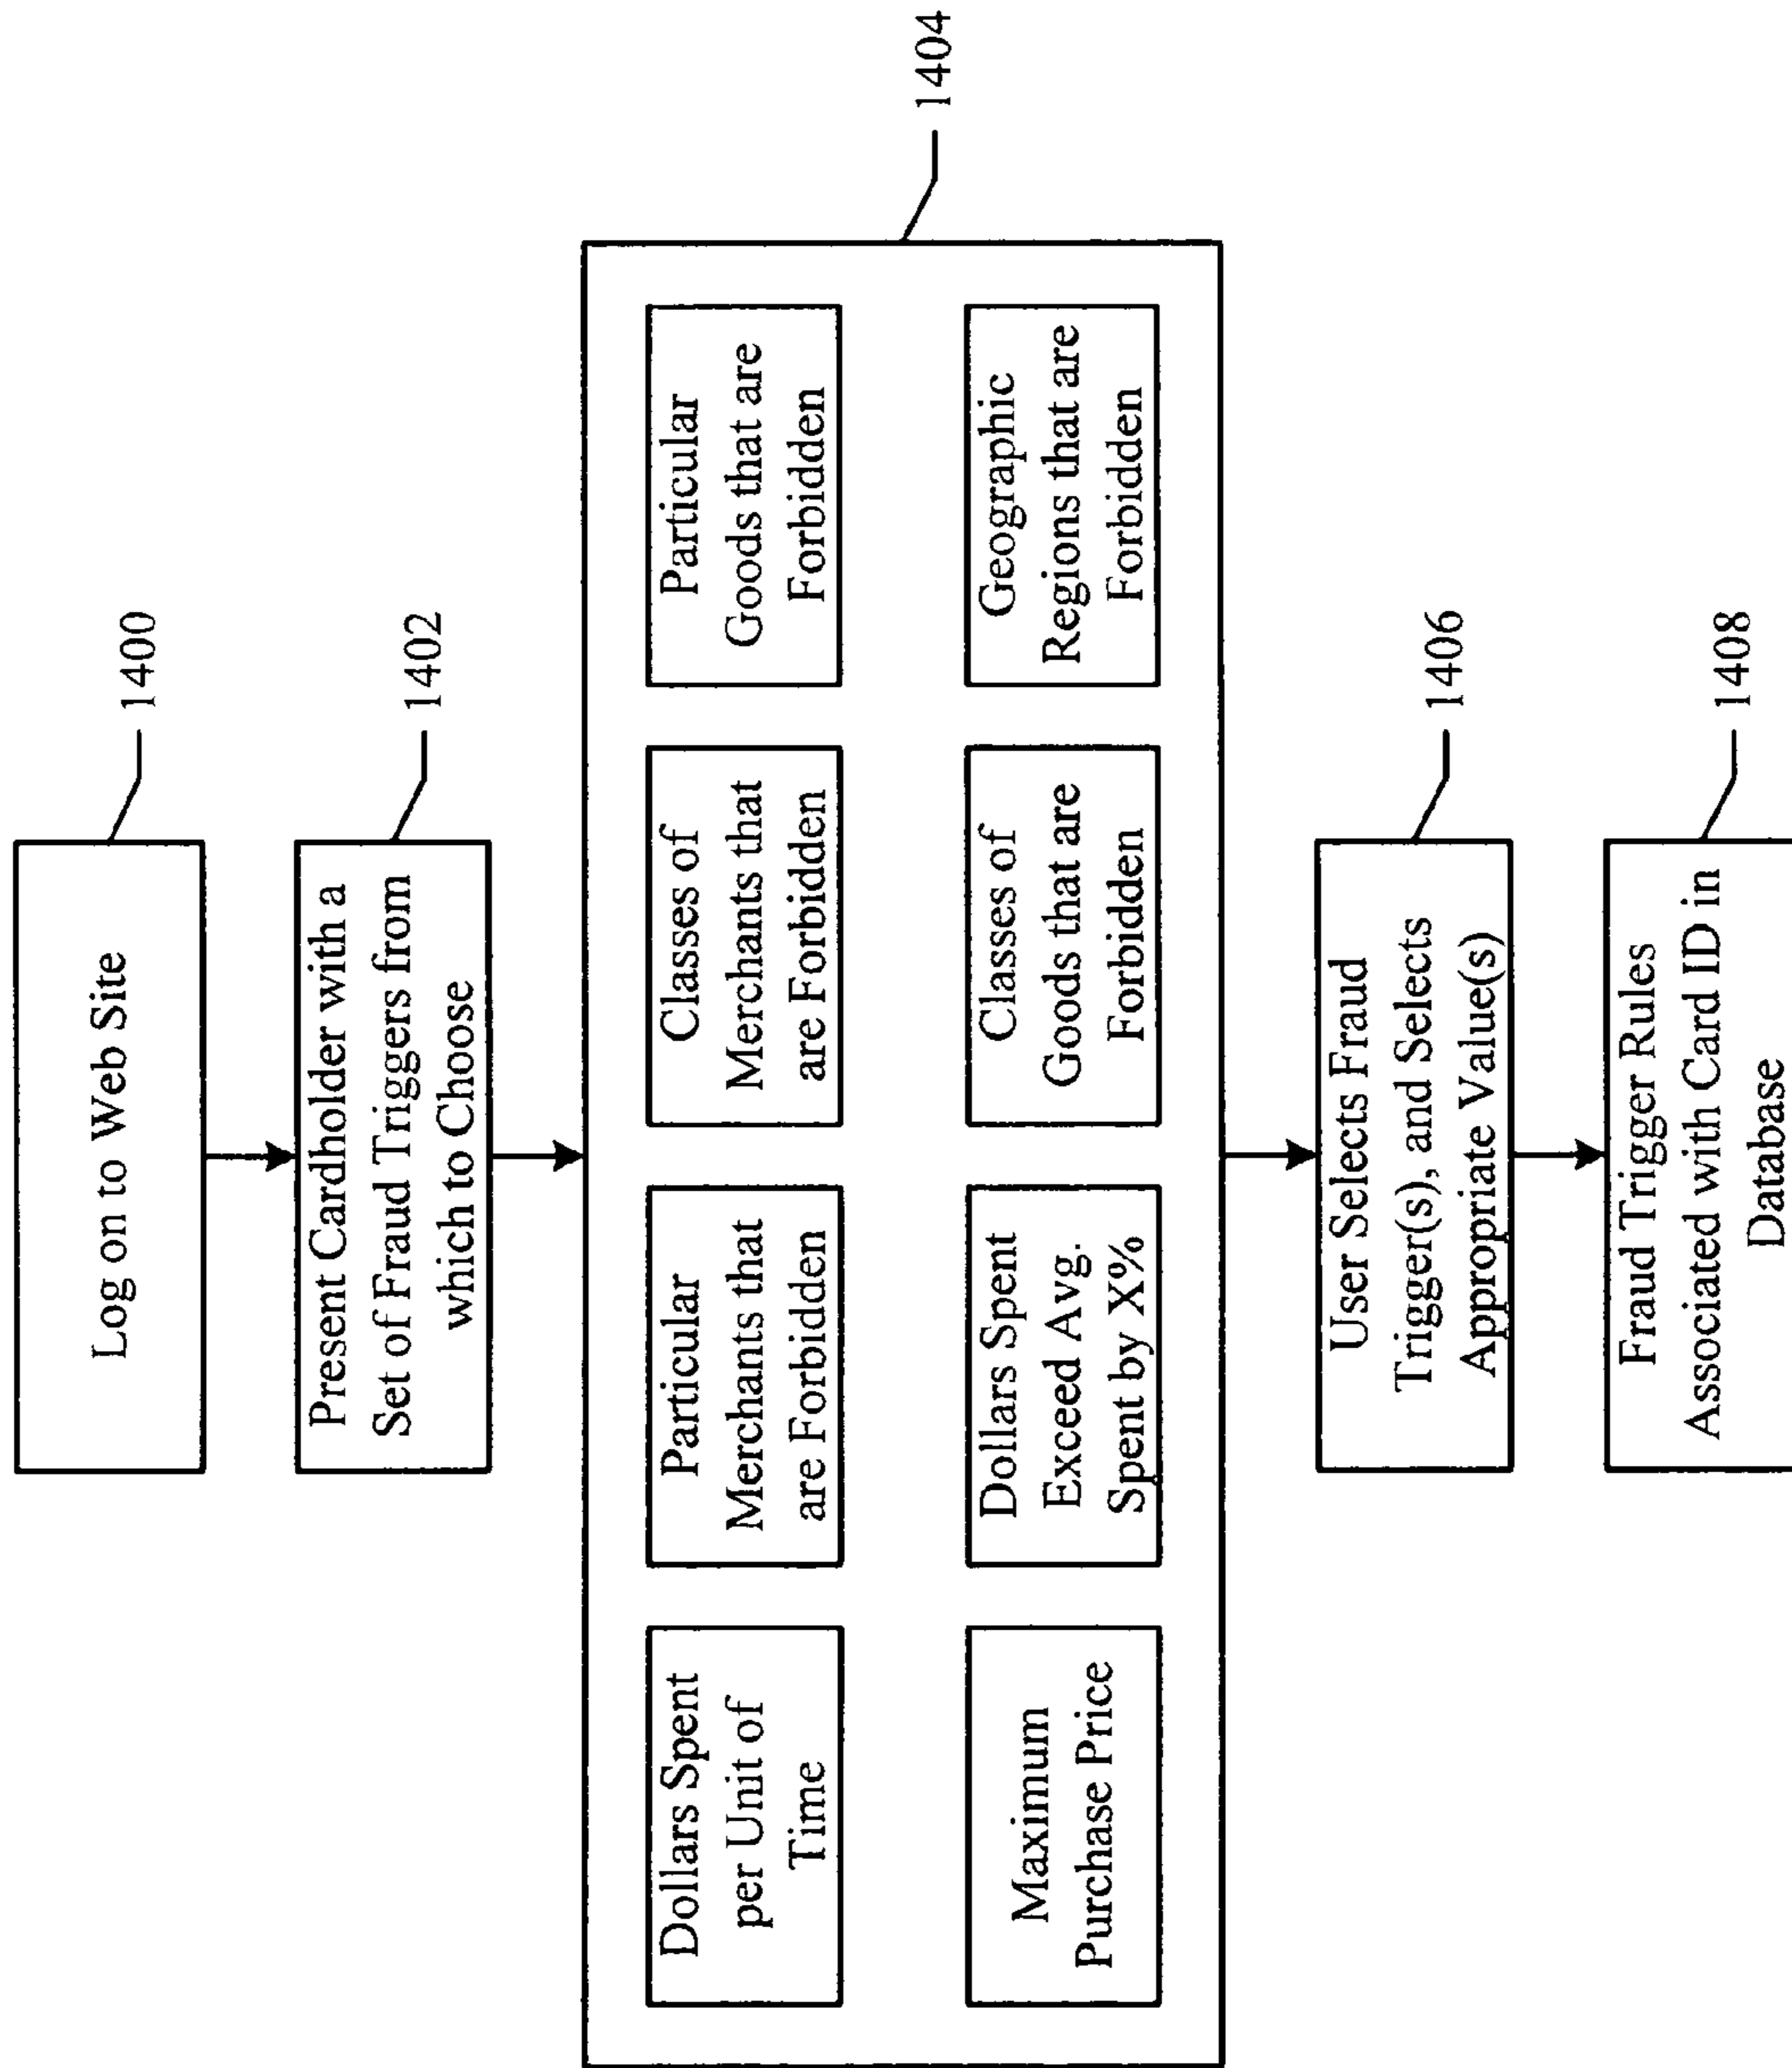 Log on to Web Site
1400
Present Cardholder with a
Set of Fraud Triggers from
which to Choose
1402
1404
Dollars Spent
per Unit of
Time
Particular
Merchants that
are Forbidden
Classes of
Merchants that
are Forbidden
Particular
Goods that are
Forbidden
Maximum
Purchase Price
Dollars Spent
Exceed Avg.
Spent by X%
Classes of
Goods that are
Forbidden
Geographic
Regions that are
Forbidden
User Selects Fraud
Trigger(s), and Selects
Appropriate Value(s)
1406
Fraud Trigger Rules
Associated with Card ID in
Database
1408